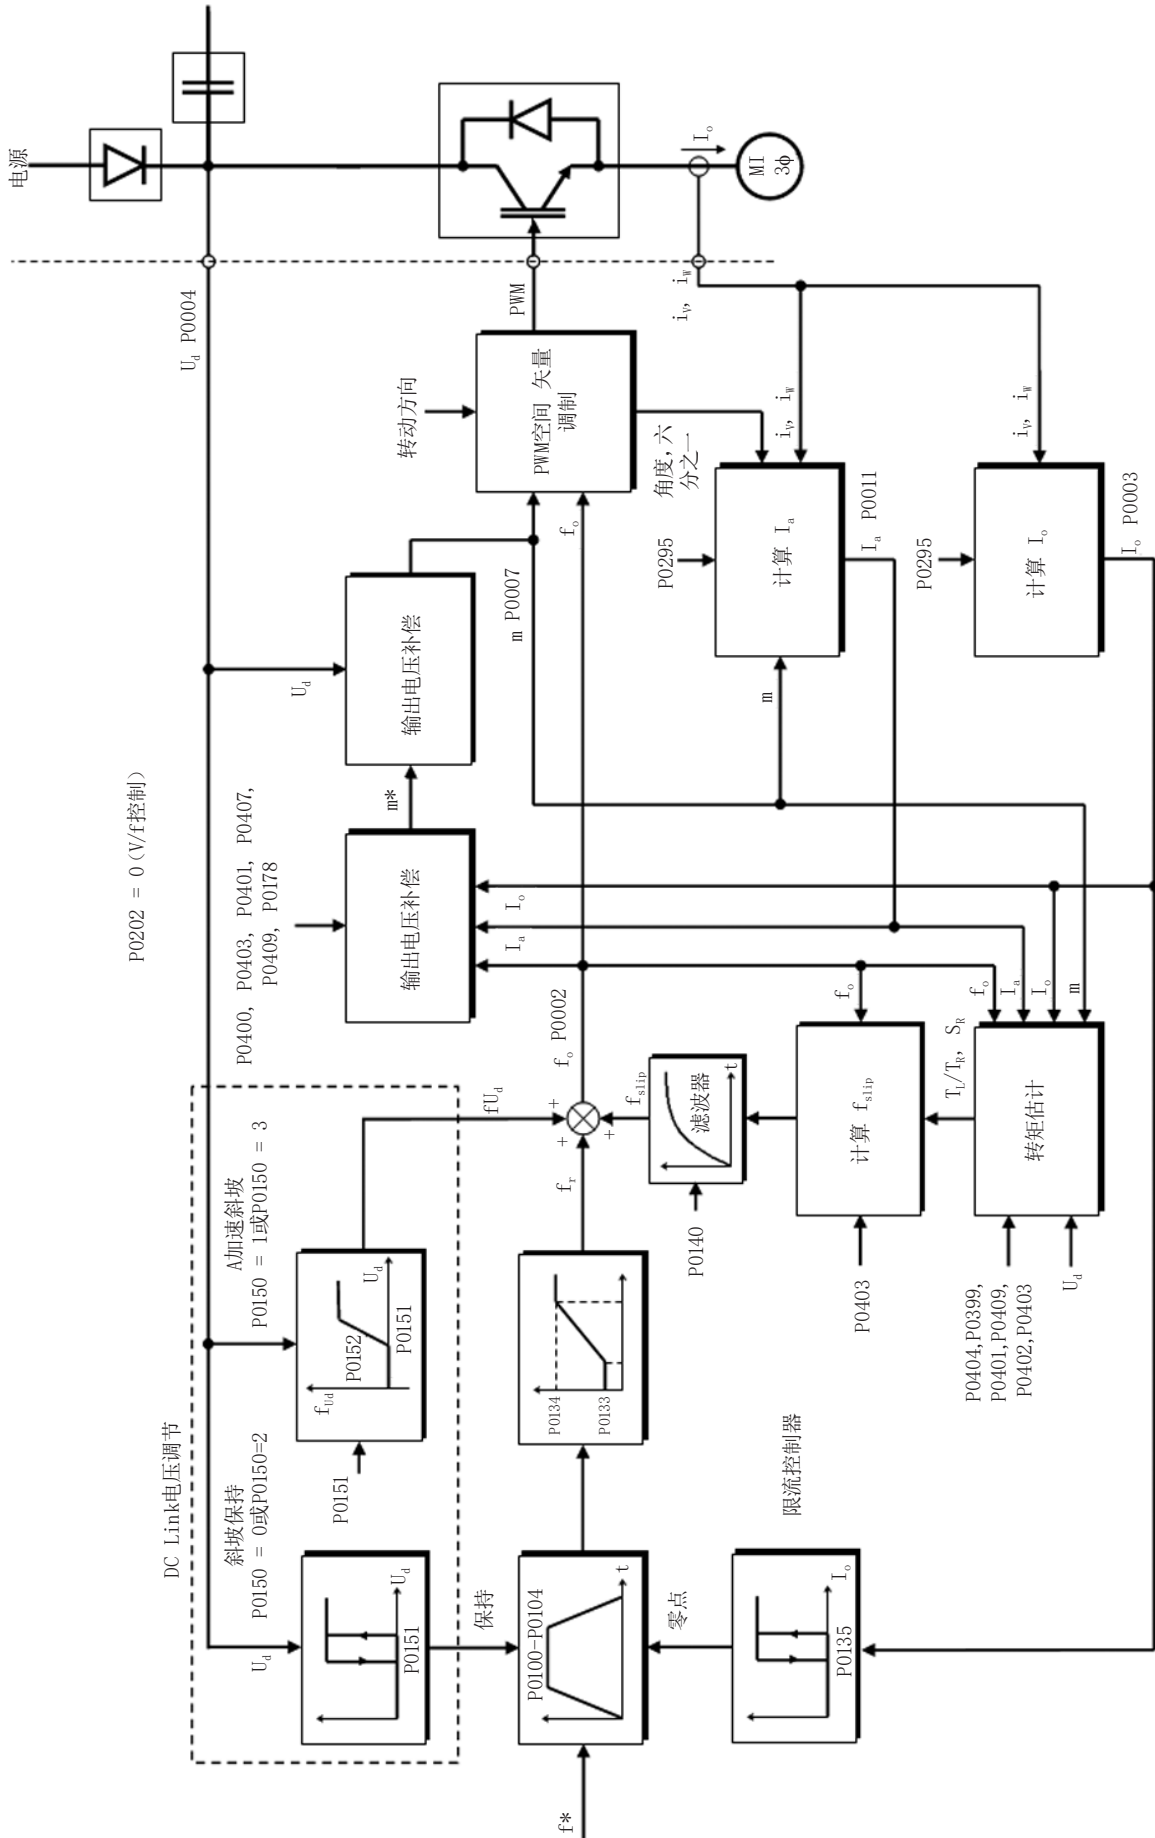 P0202 = 0 (V/f控制)
电源
U_d P0004
DC Link电压调节
斜坡保持
P0150 = 0或P0150=2
A加速斜坡
P0150 = 1或P0150 = 3
U_d
U_d
P0151
P0151
f_Ud
U_d
P0152
P0151
fU_d
P0400, P0403, P0401, P0407,
P0409, P0178
输出电压补偿
m*
U_d
输出电压补偿
m P0007
转动方向
PWM空间 矢量
调制
PWM
I_o
MI
3ф
保持
f*
P0100-P0104
t
P0134
P0133
f_r
+
+
+
f_o P0002
I_a
I_o
f_o
角度,六
分之一
i_V, i_W
零点
限流控制器
I_o
P0135
P0140
滤波器
t
f_slip
P0403
计算 f_slip
f_o
T_L/T_R, S_R
P0404,P0399,
P0401,P0409,
P0402,P0403
U_d
转矩估计
f_o
I_a
I_o
m
m
P0295
计算 I_a
I_a P0011
i_V, i_W
P0295
计算 I_o
I_o P0003
i_V, i_W